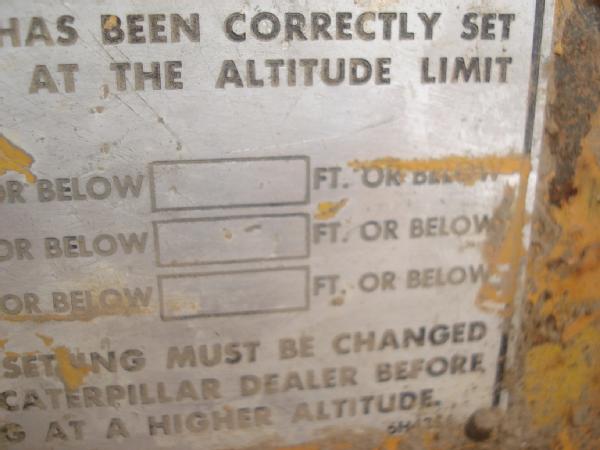 HAS BEEN CORRECTLY SET
AT THE ALTITUDE LIMIT
OR BELOW FT. OR BELOW
OR BELOW FT. OR BELOW
OR BELOW FT. OR BELOW
SETTING MUST BE CHANGED
CATERPILLAR DEALER BEFORE
G AT A HIGHER ALTITUDE.